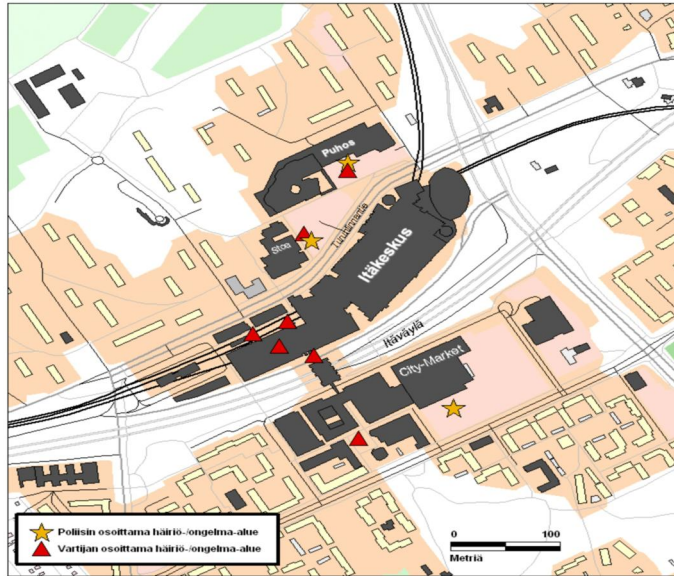 Puhos
Turunlinnantie
Stoa
Itäkeskus
Itäväylä
City-Market
Poliisin osoittama häiriö-/ongelma-alue
Vartijan osoittama häiriö-/ongelma-alue
0 100
Metriä